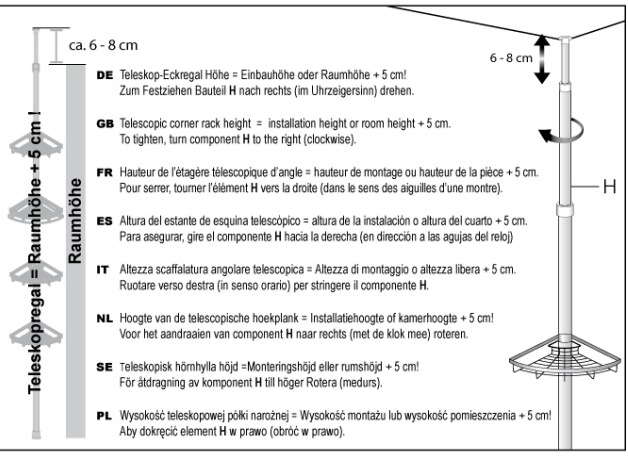 ca. 6 - 8 cm
6 - 8 cm
Teleskopregal = Raumhöhe + 5 cm !
Raumhöhe
DE Teleskop-Eckregal Höhe = Einbauhöhe oder Raumhöhe + 5 cm!
Zum Festziehen Bauteil H nach rechts (im Uhrzeigersinn) drehen.
GB Telescopic corner rack height = installation height or room height + 5 cm.
To tighten, turn component H to the right (clockwise).
FR Hauteur de l'étagère télescopique d'angle = hauteur de montage ou hauteur de la pièce + 5 cm.
Pour serrer, tourner l'élément H vers la droite (dans le sens des aiguilles d'une montre).
ES Altura del estante de esquina telescópico = altura de la instalación o altura del cuarto + 5 cm.
Para asegurar, gire el componente H hacia la derecha (en dirección a las agujas del reloj)
IT Altezza scaffalatura angolare telescopica = Altezza di montaggio o altezza libera + 5 cm.
Ruotare verso destra (in senso orario) per stringere il componente H.
NL Hoogte van de telescopische hoekplank = Installatiehoogte of kamerhoogte + 5 cm!
Voor het aandraaien van component H naar rechts (met de klok mee) roteren.
SE Teleskopisk hörnhylla höjd =Monteringshöjd eller rumshöjd + 5 cm!
För åtdragning av komponent H till höger Rotera (medurs).
PL Wysokość teleskopowej półki narożnej = Wysokość montażu lub wysokość pomieszczenia + 5 cm!
Aby dokręcić element H w prawo (obróć w prawo).
H